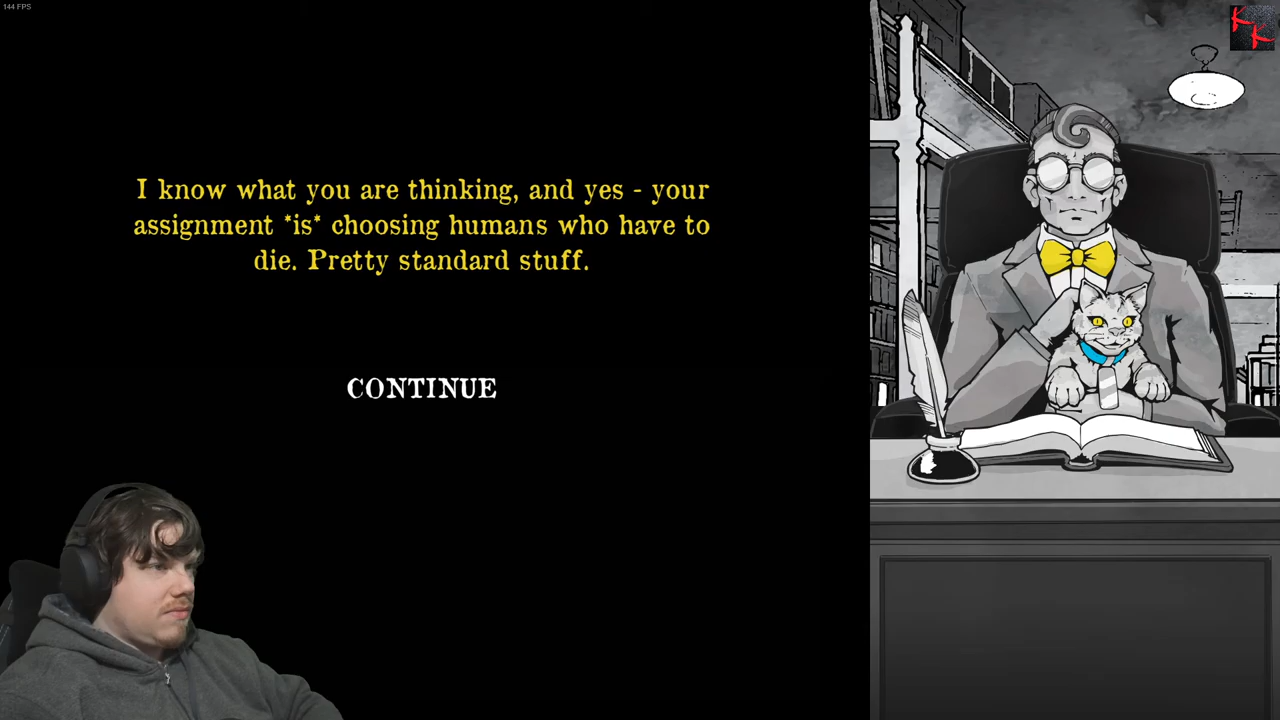 144 FPS
K
K
I know what you are thinking, and yes - your
assignment *is* choosing humans who have to
die. Pretty standard stuff.
CONTINUE